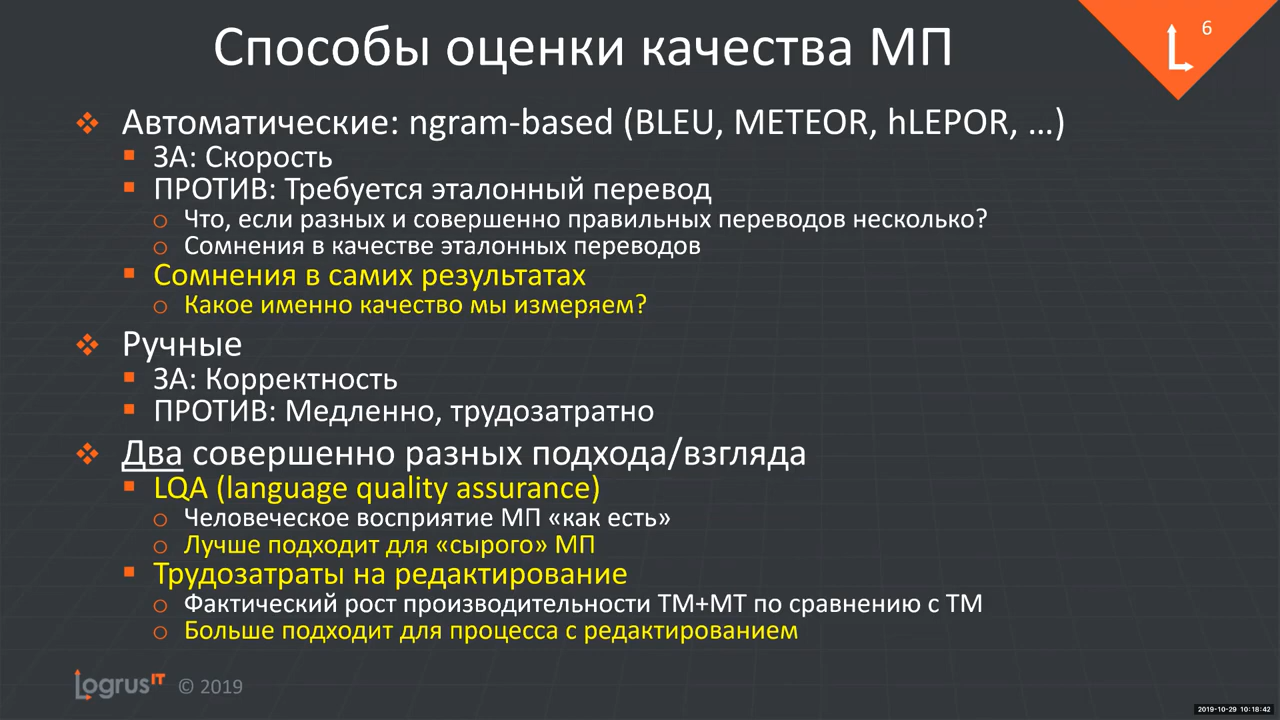 Способы оценки качества МП
6
Автоматические: ngram-based (BLEU, METEOR, hLEPOR, …)
ЗА: Скорость
ПРОТИВ: Требуется эталонный перевод
Что, если разных и совершенно правильных переводов несколько?
Сомнения в качестве эталонных переводов
Сомнения в самих результатах
Какое именно качество мы измеряем?
Ручные
ЗА: Корректность
ПРОТИВ: Медленно, трудозатратно
Два совершенно разных подхода/взгляда
LQA (language quality assurance)
Человеческое восприятие МП «как есть»
Лучше подходит для «сырого» МП
Трудозатраты на редактирование
Фактический рост производительности TM+MT по сравнению с TM
Больше подходит для процесса с редактированием
logrusIT © 2019
2019-10-29 10:18:42